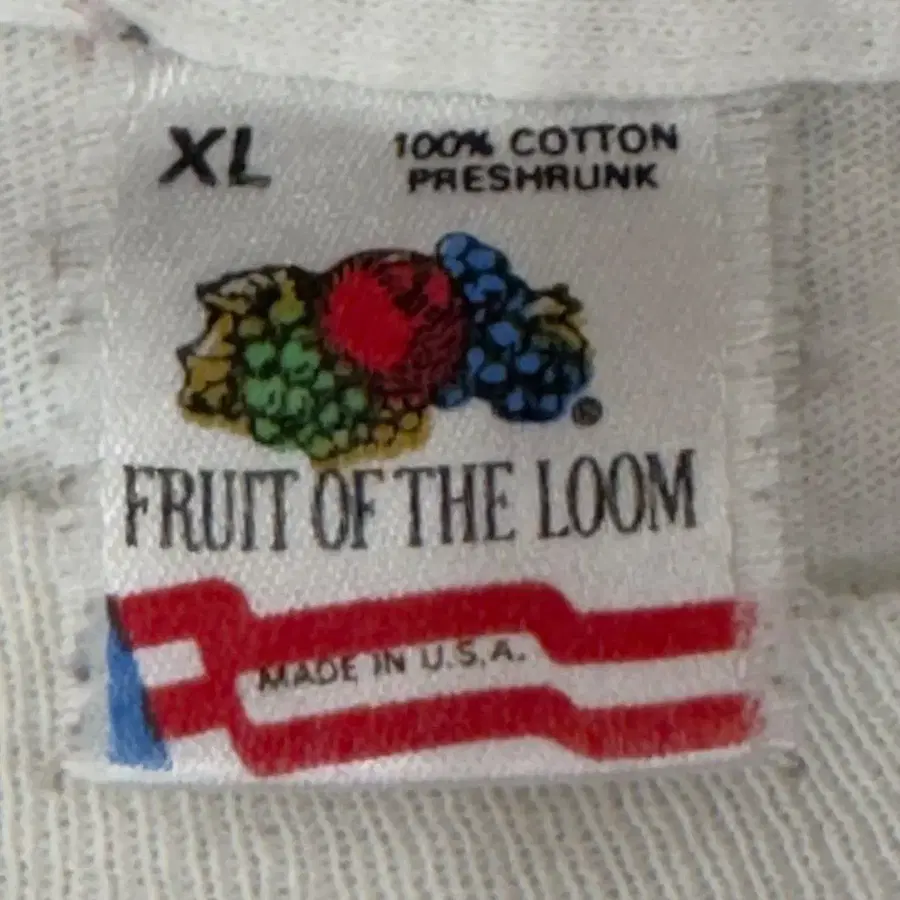 XL
100% COTTON
PRESHRUNK
®
FRUIT OF THE LOOM
MADE IN U.S.A.